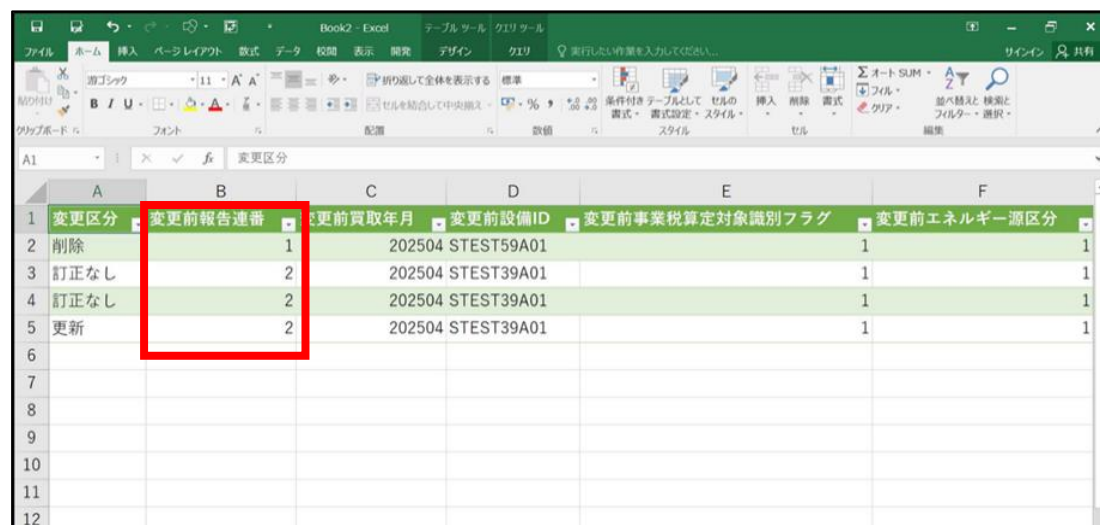 Book2 - Excel テーブル ツール クエリ ツール
ファイル ホーム 挿入 ページレイアウト 数式 データ 校閲 表示 開発 デザイン クエリ 実行したい作業を入力してください... サインイン 共有
游ゴシック 11 A A 折り返して全体を表示する 標準 Σ オート SUM
貼り付け B I U A セルを結合して中央揃え % 条件付き書式 テーブルとして書式設定 セルのスタイル 挿入 削除 書式 フィル クリア 並べ替えとフィルター 検索と選択
クリップボード フォント 配置 数値 スタイル セル 編集
A1 fx 変更区分
A B C D E F
1 変更区分 変更前報告連番 変更前買取年月 変更前設備ID 変更前事業税算定対象識別フラグ 変更前エネルギー源区分
2 削除 1 202504 STEST59A01 1 1
3 訂正なし 2 202504 STEST39A01 1 1
4 訂正なし 2 202504 STEST39A01 1 1
5 更新 2 202504 STEST39A01 1 1
6
7
8
9
10
11
12